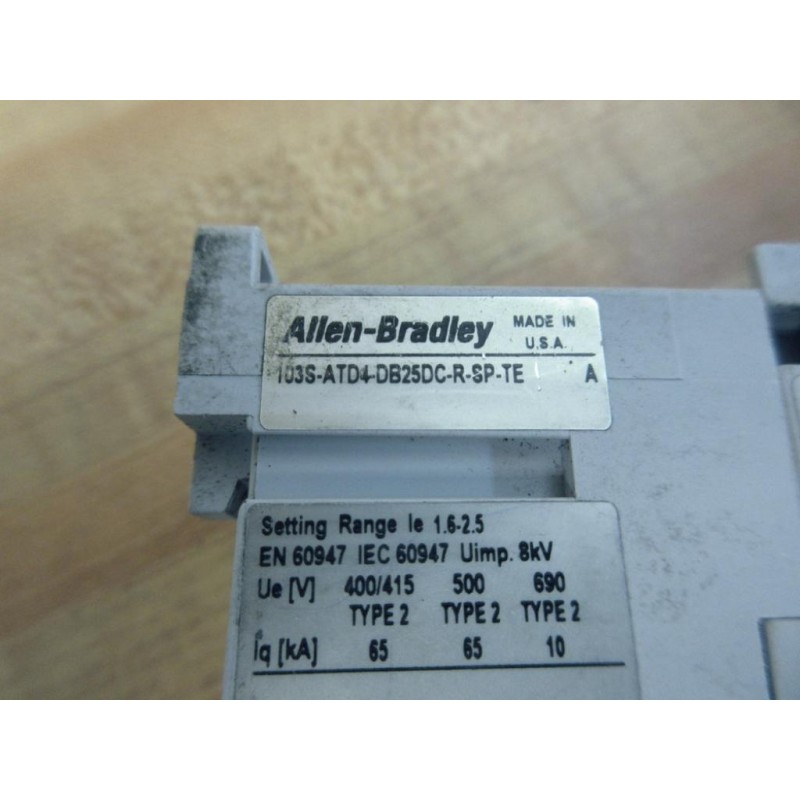 Allen-Bradley MADE IN U.S.A.
103S-ATD4-DB25DC-R-SP-TE A
Setting Range Ie 1.6-2.5
EN 60947 IEC 60947 Uimp. 8kV
Ue [V] 400/415 500 690
TYPE 2 TYPE 2 TYPE 2
Iq [kA] 65 65 10